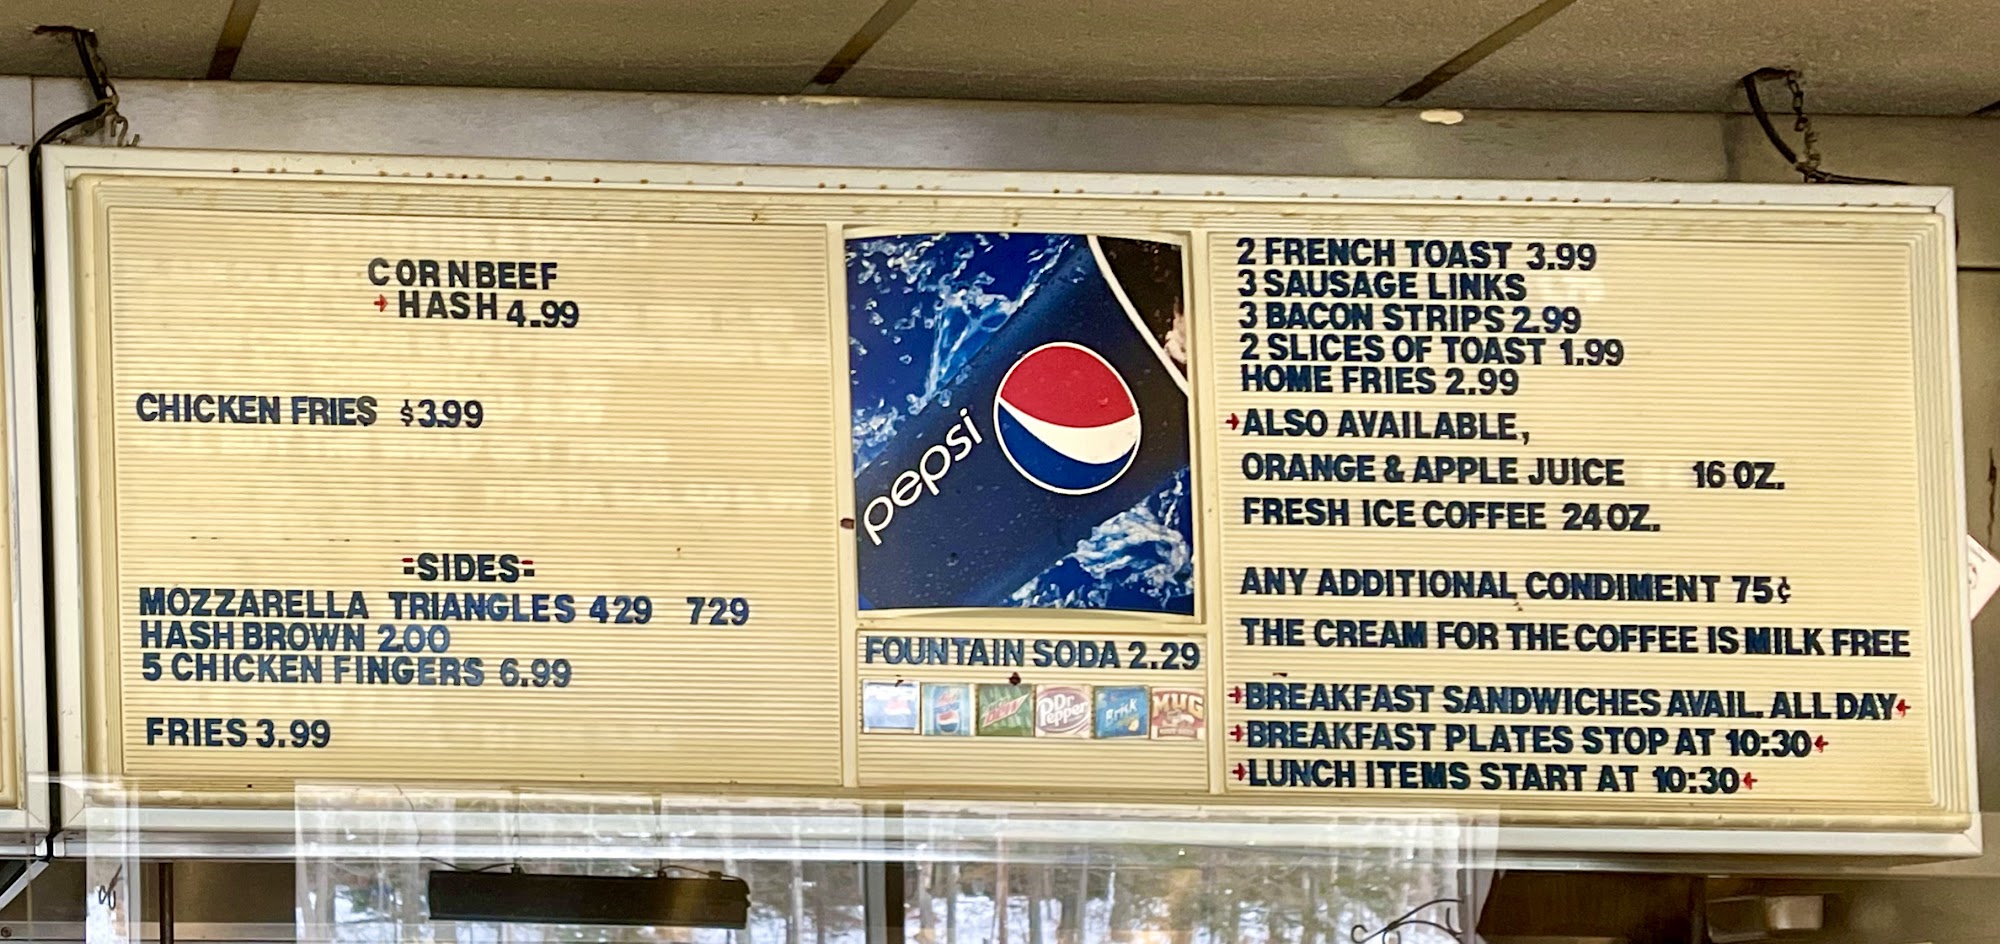 CORNBEEF
HASH 4.99
CHICKEN FRIES $3.99
=SIDES=
MOZZARELLA TRIANGLES 429 729
HASH BROWN 2.00
5 CHICKEN FINGERS 6.99
FRIES 3.99
pepsi
FOUNTAIN SODA 2.29
Dr Pepper
Brisk
MUG
2 FRENCH TOAST 3.99
3 SAUSAGE LINKS
3 BACON STRIPS 2.99
2 SLICES OF TOAST 1.99
HOME FRIES 2.99
ALSO AVAILABLE,
ORANGE & APPLE JUICE 16 OZ.
FRESH ICE COFFEE 24 OZ.
ANY ADDITIONAL CONDIMENT 75¢
THE CREAM FOR THE COFFEE IS MILK FREE
BREAKFAST SANDWICHES AVAIL. ALL DAY
BREAKFAST PLATES STOP AT 10:30
LUNCH ITEMS START AT 10:30